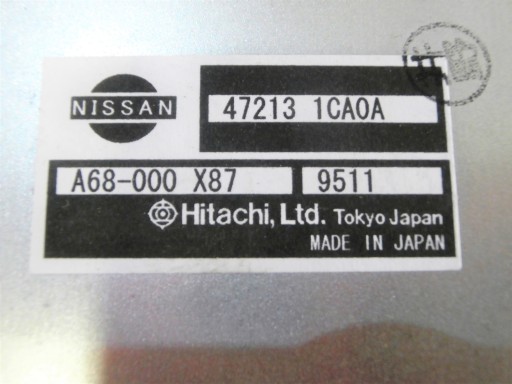 NISSAN
47213 1CA0A
A68-000 X87
9511
Hitachi, Ltd. Tokyo Japan
MADE IN JAPAN